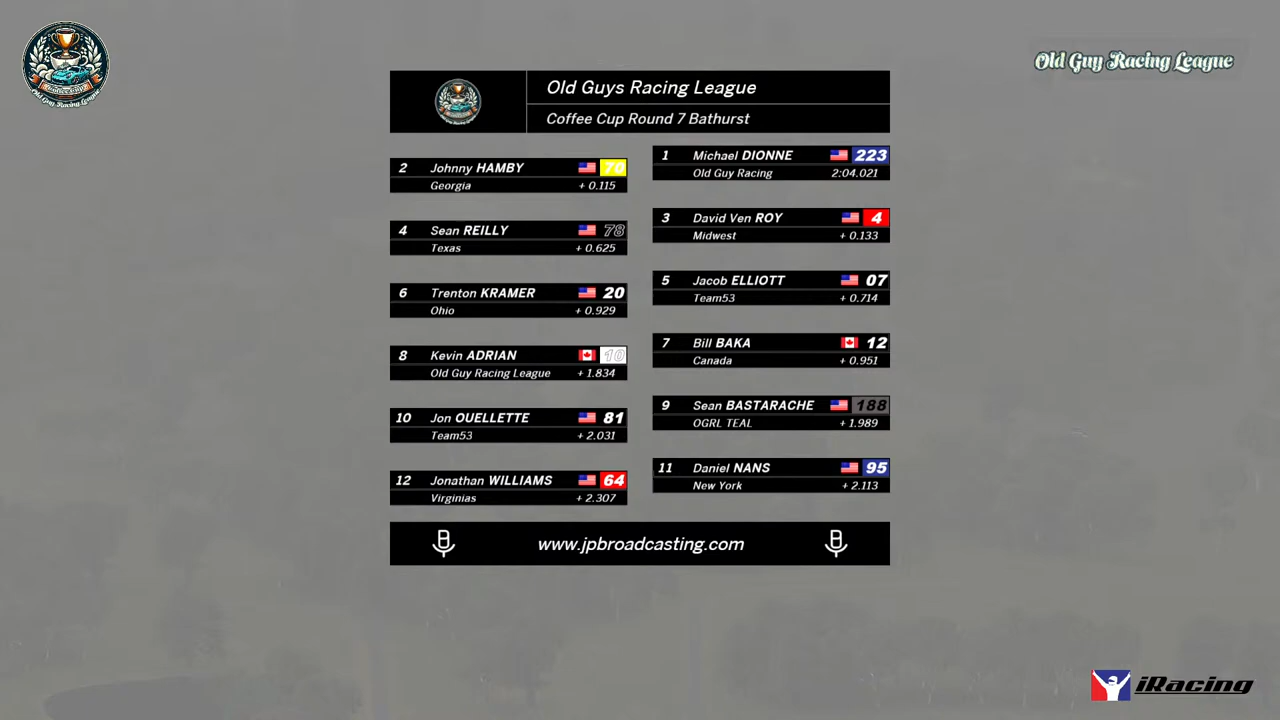 Old Guy Racing League
Old Guys Racing League
Coffee Cup Round 7 Bathurst
1 Michael DIONNE 223
Old Guy Racing 2:04.021
2 Johnny HAMBY 70
Georgia + 0.115
3 David Ven ROY 4
Midwest + 0.133
4 Sean REILLY 78
Texas + 0.625
5 Jacob ELLIOTT 07
Team53 + 0.714
6 Trenton KRAMER 20
Ohio + 0.929
7 Bill BAKA 12
Canada + 0.951
8 Kevin ADRIAN 10
Old Guy Racing League + 1.834
9 Sean BASTARACHE 188
OGRL TEAL + 1.989
10 Jon OUELLETTE 81
Team53 + 2.031
11 Daniel NANS 95
New York + 2.113
12 Jonathan WILLIAMS 64
Virginias + 2.307
www.jpbroadcasting.com
iRacing